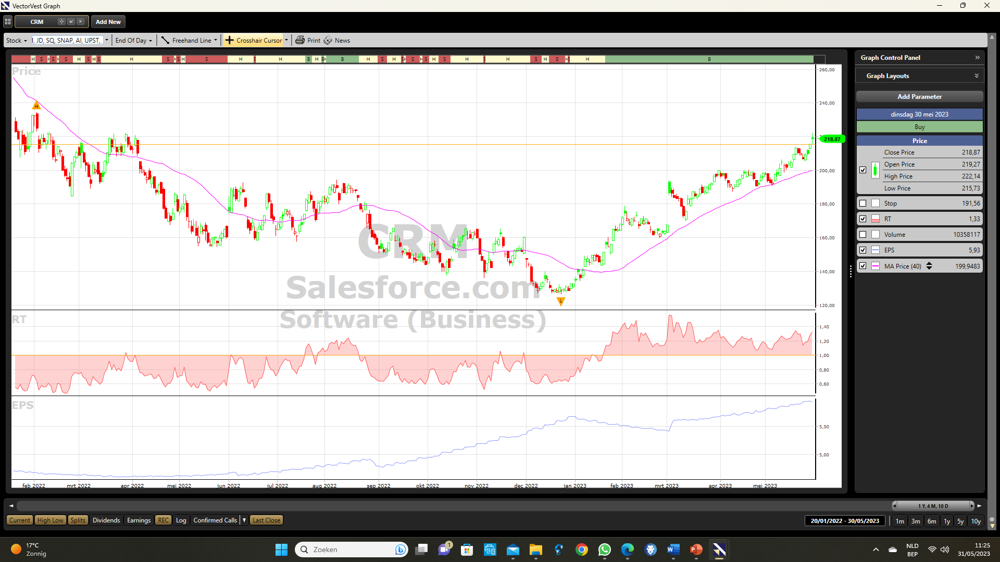 VectorVest Graph
CRM
Add New
Stock
I, JD, SQ, SNAP, AI, UPST,
End Of Day
Freehand Line
Crosshair Cursor
Print
News
H S H S H S H S H S H S H S H S H S H B H B H B H S H S H S H S H S H S H S H S H S H S H B
Price
260,00
240,00
218,87
200,00
180,00
160,00
140,00
120,00
H
L
CRM
Salesforce.com
Software (Business)
RT
1,40
1,20
1,00
0,80
0,60
EPS
5,50
5,00
feb 2022 mrt 2022 apr 2022 mei 2022 jun 2022 jul 2022 aug 2022 sep 2022 okt 2022 nov 2022 dec 2022 jan 2023 feb 2023 mrt 2023 apr 2023 mei 2023
Graph Control Panel
Graph Layouts
Add Parameter
dinsdag 30 mei 2023
Buy
Price
Close Price 218,87
Open Price 219,27
High Price 222,14
Low Price 215,73
Stop 191,56
RT 1,33
Volume 10358117
EPS 5,93
MA Price (40) 199,9483
1 Y, 4 M, 10 D
Current High Low Splits Dividends Earnings REC Log Confirmed Calls Last Close
20/01/2022 - 30/05/2023
1m 3m 6m 1y 5y 10y
17°C
Zonnig
Zoeken
1
NLD
BEP
11:25
31/05/2023